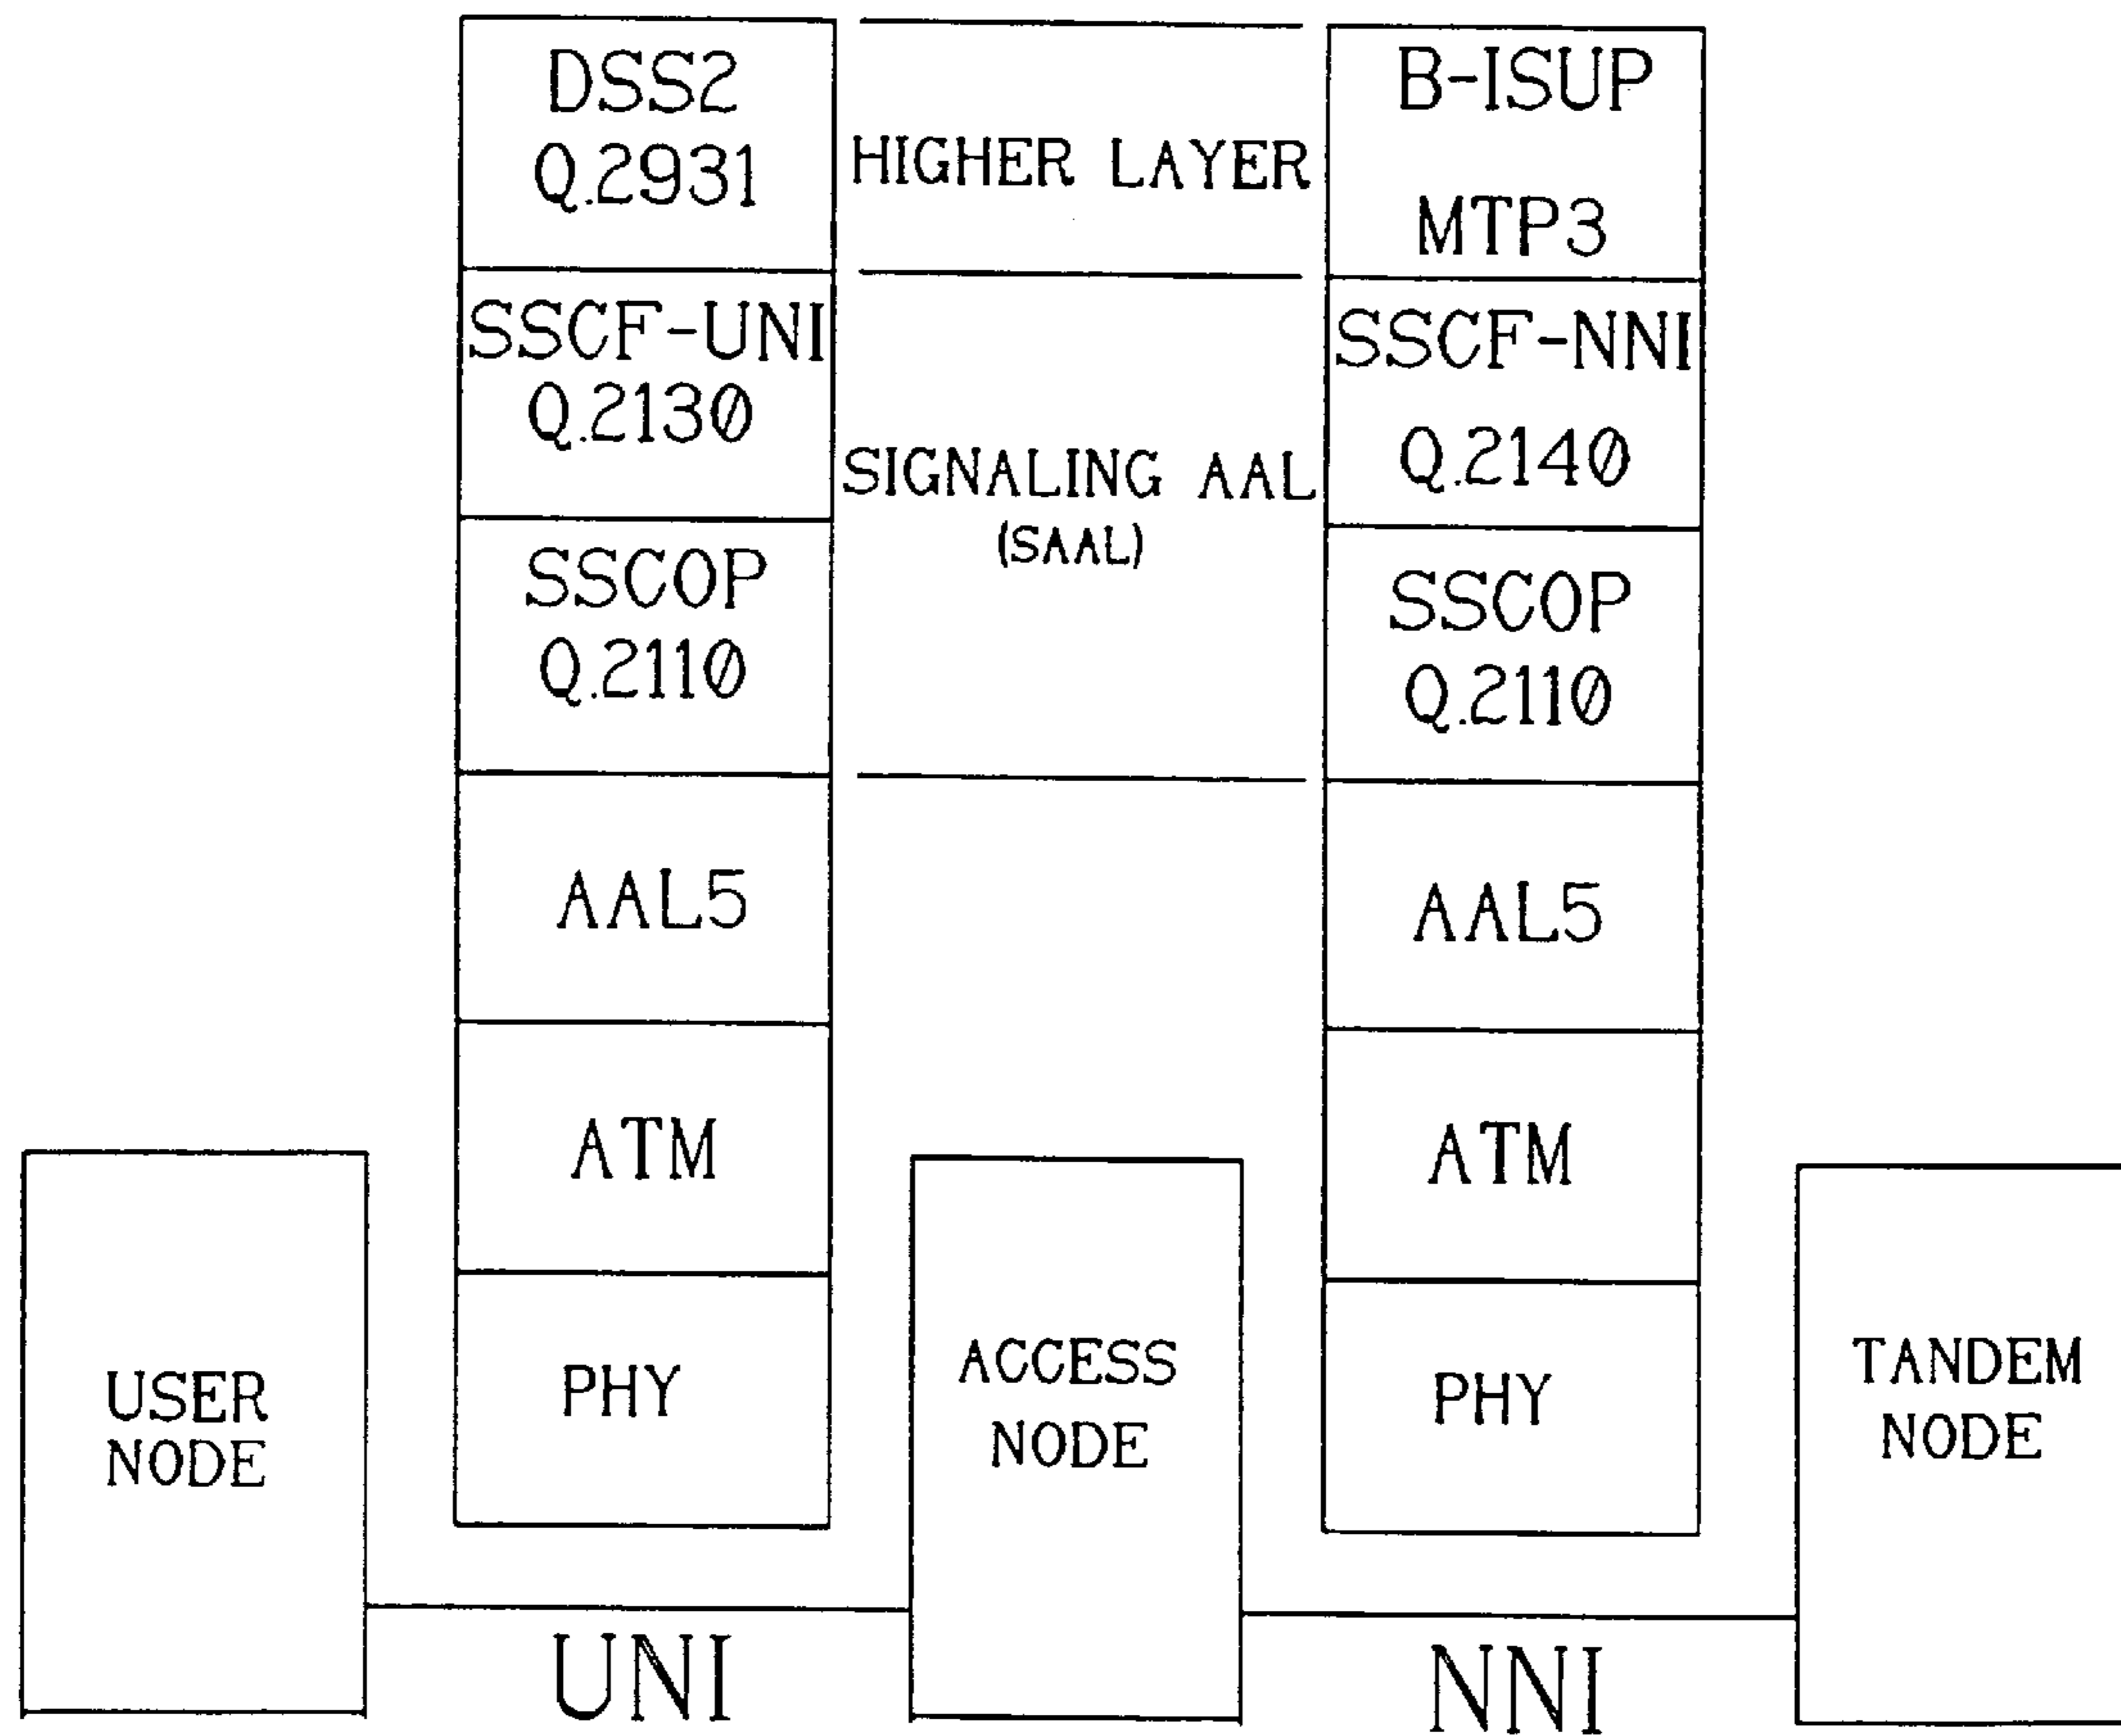 DSS2
Q.2931
SSCF-UNI
Q.2130
SSCOP
Q.2110
AAL5
ATM
PHY
HIGHER LAYER
SIGNALING AAL
(SAAL)
B-ISUP
MTP3
SSCF-NNI
Q.2140
SSCOP
Q.2110
AAL5
ATM
PHY
USER
NODE
ACCESS
NODE
TANDEM
NODE
UNI
NNI